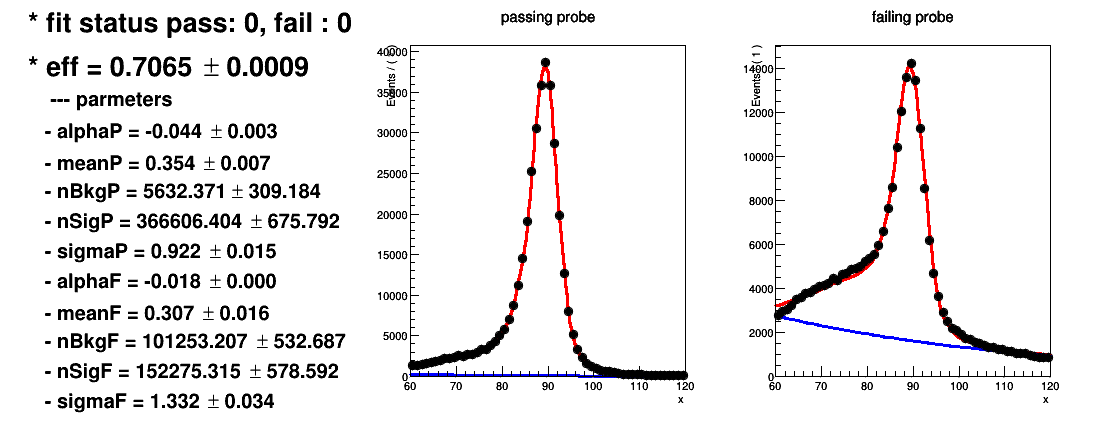 * fit status pass: 0, fail : 0
* eff = 0.7065 ± 0.0009
--- parmeters
- alphaP = -0.044 ± 0.003
- meanP = 0.354 ± 0.007
- nBkgP = 5632.371 ± 309.184
- nSigP = 366606.404 ± 675.792
- sigmaP = 0.922 ± 0.015
- alphaF = -0.018 ± 0.000
- meanF = 0.307 ± 0.016
- nBkgF = 101253.207 ± 532.687
- nSigF = 152275.315 ± 578.592
- sigmaF = 1.332 ± 0.034
passing probe
Events / ( 1 )
40000
35000
30000
25000
20000
15000
10000
5000
0
60 70 80 90 100 110 120
x
failing probe
Events / ( 1 )
14000
12000
10000
8000
6000
4000
2000
0
60 70 80 90 100 110 120
x